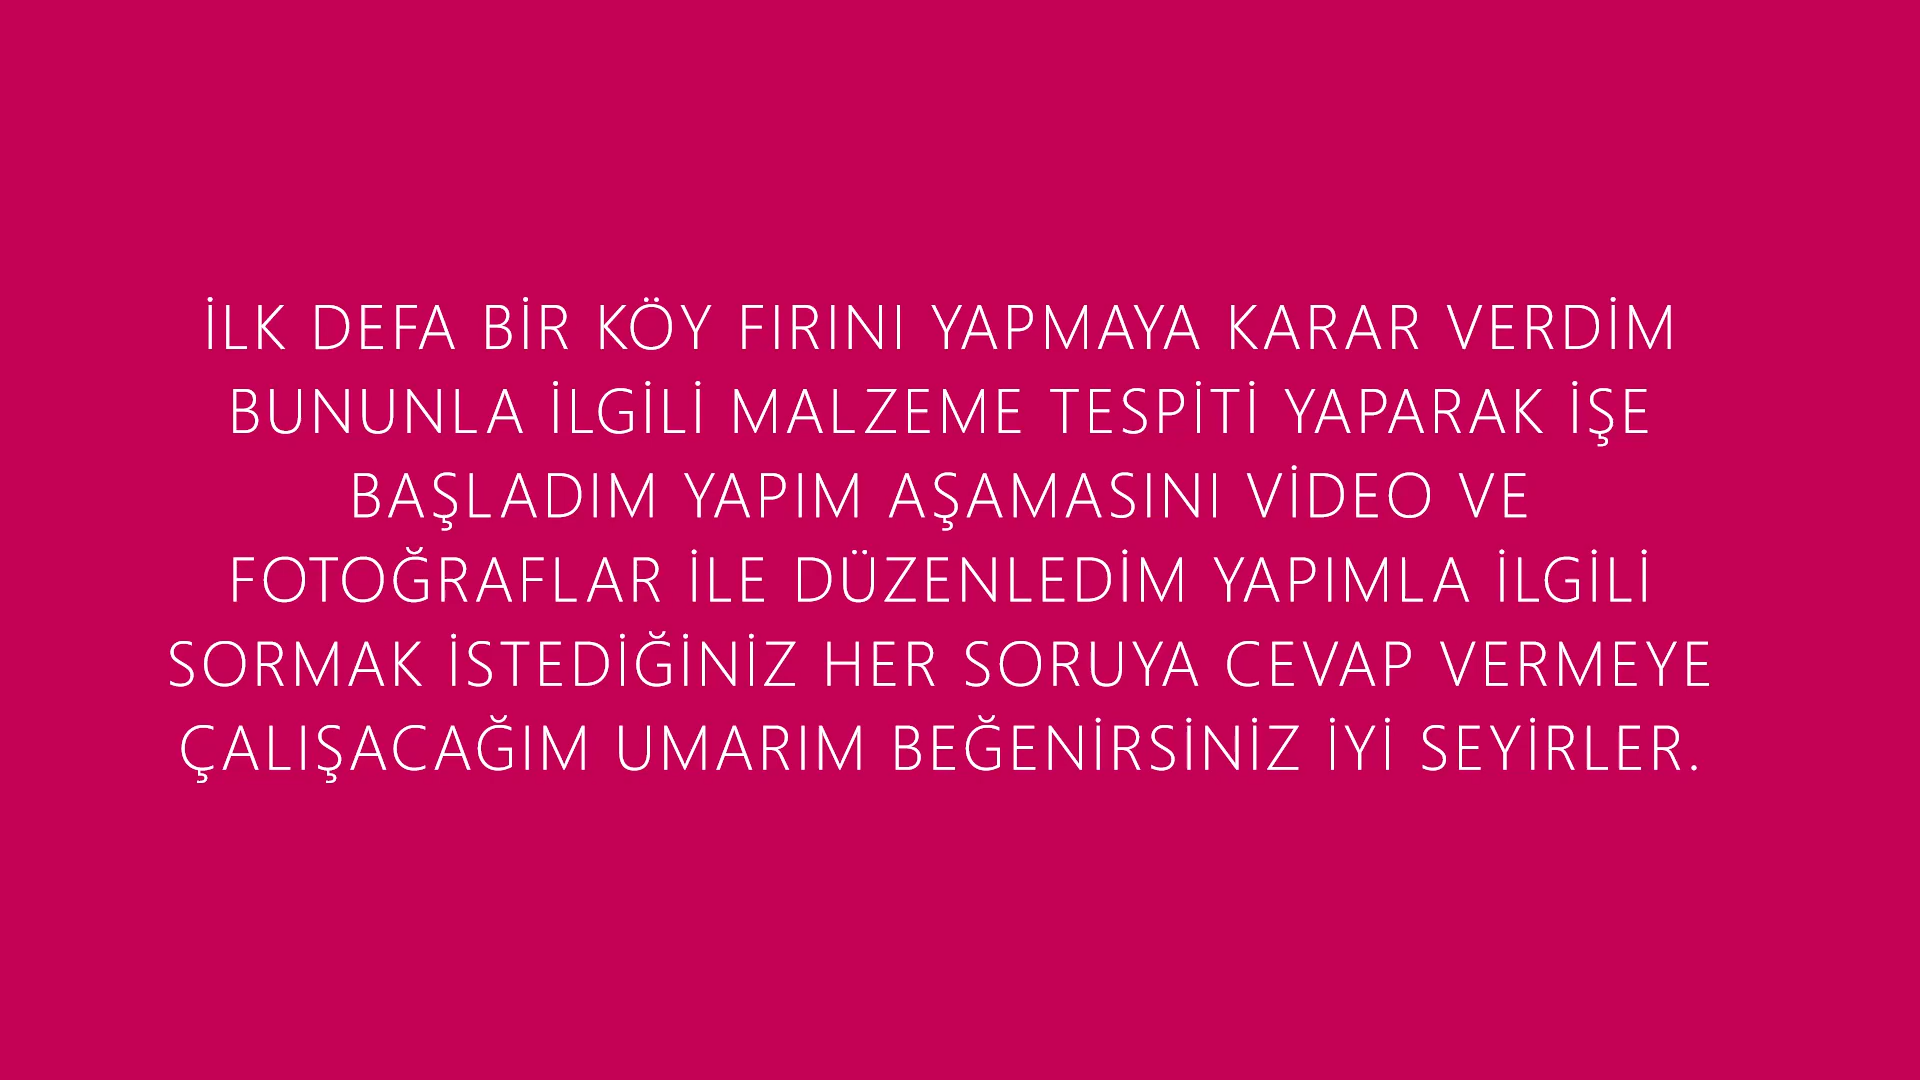 İLK DEFA BİR KÖY FIRINI YAPMAYA KARAR VERDİM
BUNUNLA İLGİLİ MALZEME TESPİTİ YAPARAK İŞE
BAŞLADIM YAPIM AŞAMASINI VİDEO VE
FOTOĞRAFLAR İLE DÜZENLEDİM YAPIMLA İLGİLİ
SORMAK İSTEDİĞİNİZ HER SORUYA CEVAP VERMEYE
ÇALIŞACAĞIM UMARIM BEĞENİRSİNİZ İYİ SEYİRLER.